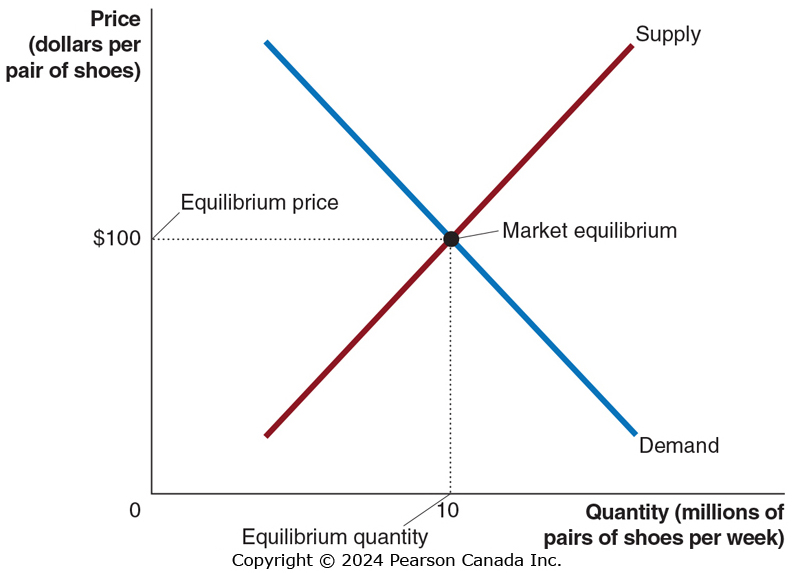 Price
(dollars per
pair of shoes)
Supply
Equilibrium price
Market equilibrium
$100
Demand
0
10
Quantity (millions of
pairs of shoes per week)
Equilibrium quantity
Copyright © 2024 Pearson Canada Inc.